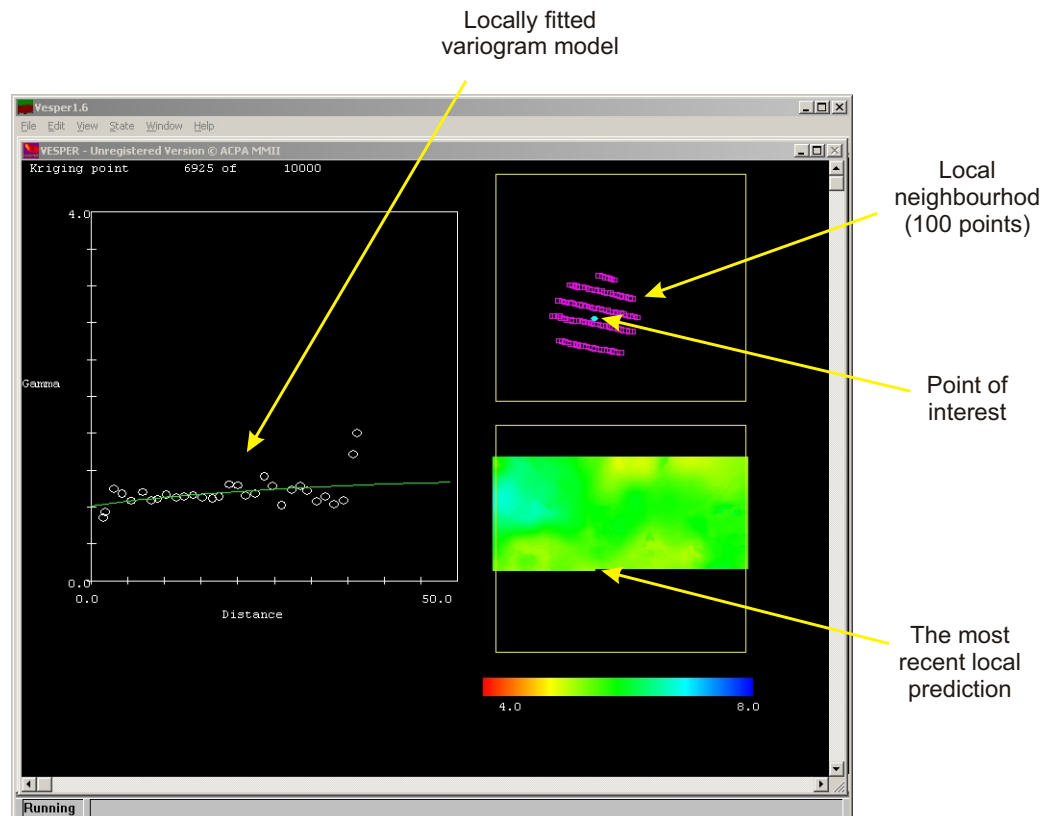 Locally fitted
variogram model
Vesper1.6
File Edit View State Window Help
VESPER - Unregistered Version © ACPA MMII
Kriging point 6925 of 10000
4.0
Gamma
0.0
0.0 50.0
Distance
Local
neighbourhod
(100 points)
Point of
interest
The most
recent local
prediction
4.0 8.0
Running